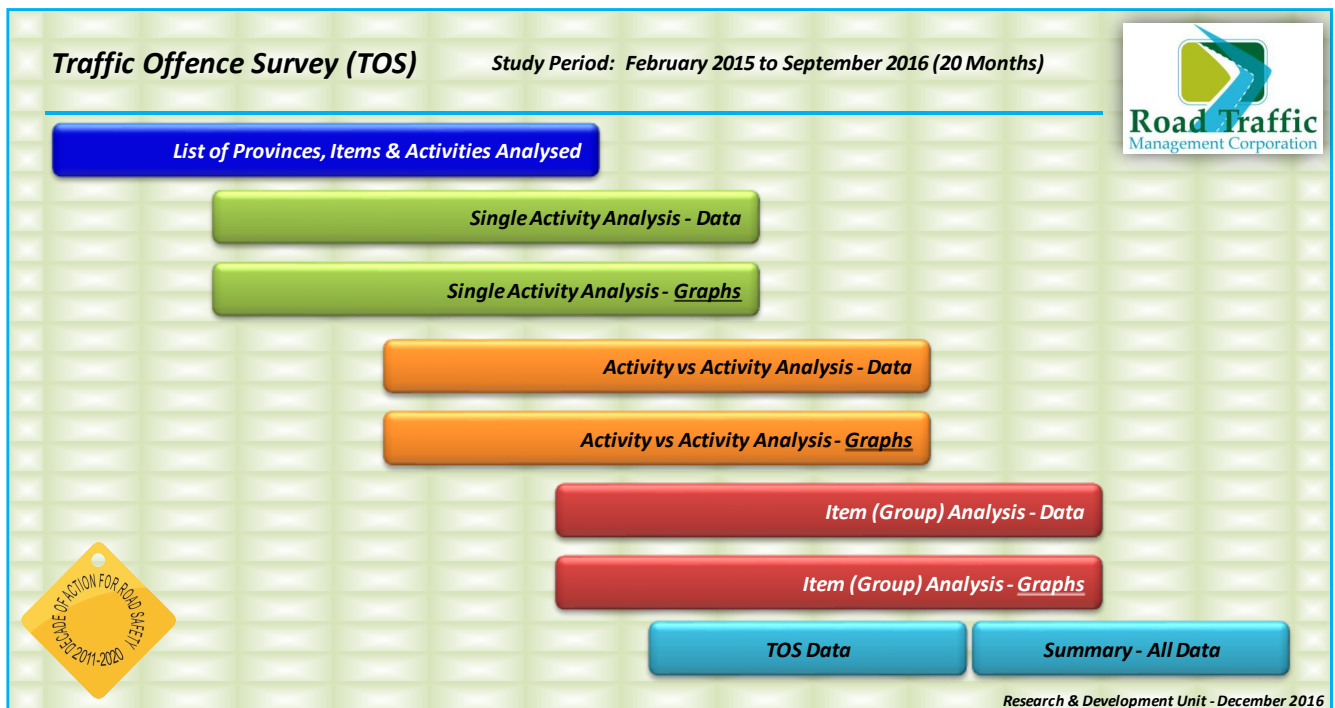 Traffic Offence Survey (TOS)
Study Period: February 2015 to September 2016 (20 Months)
Road Traffic
Management Corporation
List of Provinces, Items & Activities Analysed
Single Activity Analysis - Data
Single Activity Analysis - Graphs
Activity vs Activity Analysis - Data
Activity vs Activity Analysis - Graphs
Item (Group) Analysis - Data
Item (Group) Analysis - Graphs
DECADE OF ACTION FOR ROAD SAFETY
2011-2020
TOS Data
Summary - All Data
Research & Development Unit - December 2016